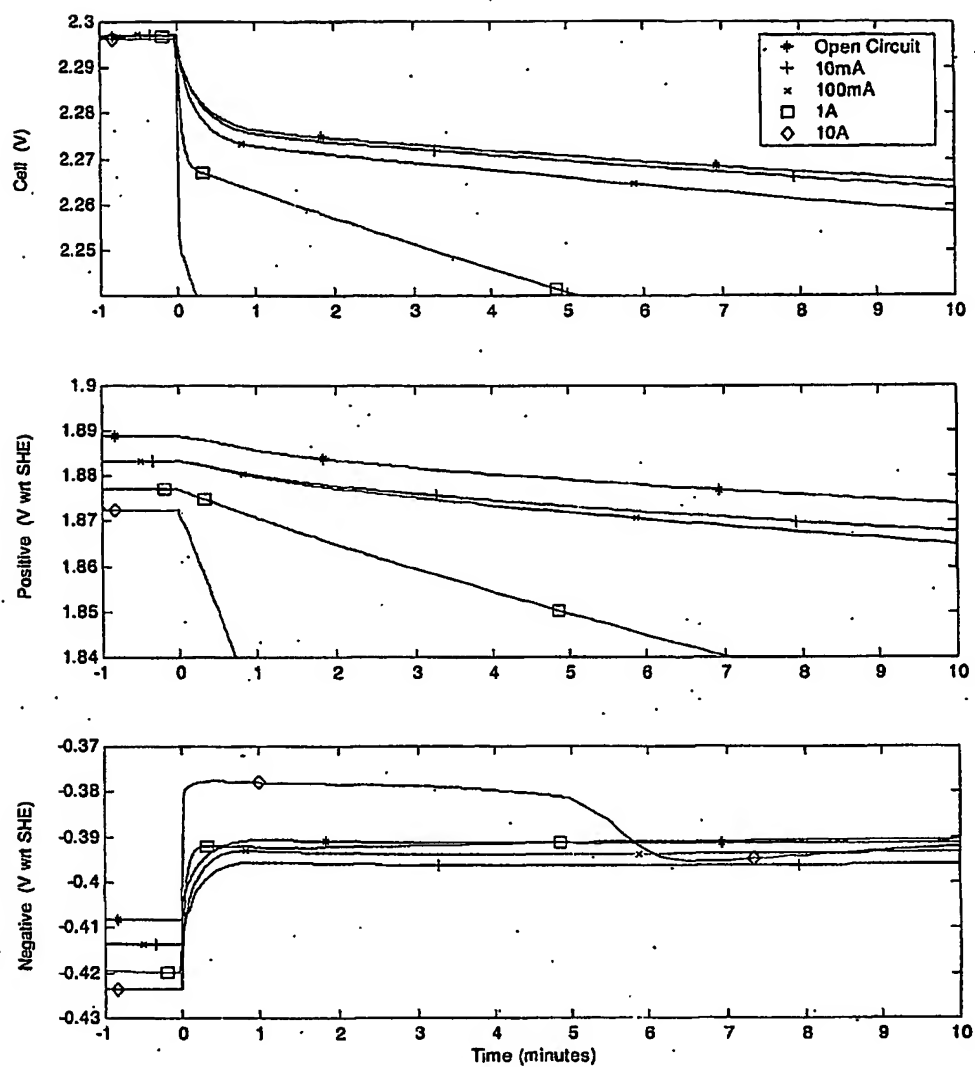 2.3
2.29
2.28
2.27
2.26
2.25
Cell (V)
Open Circuit
10mA
100mA
1A
10A
-1 0 1 2 3 4 5 6 7 8 9 10
1.9
1.89
1.88
1.87
1.86
1.85
1.84
Positive (V wrt SHE)
-1 0 1 2 3 4 5 6 7 8 9 10
-0.37
-0.38
-0.39
-0.4
-0.41
-0.42
-0.43
Negative (V wrt SHE)
-1 0 1 2 3 4 5 6 7 8 9 10
Time (minutes)